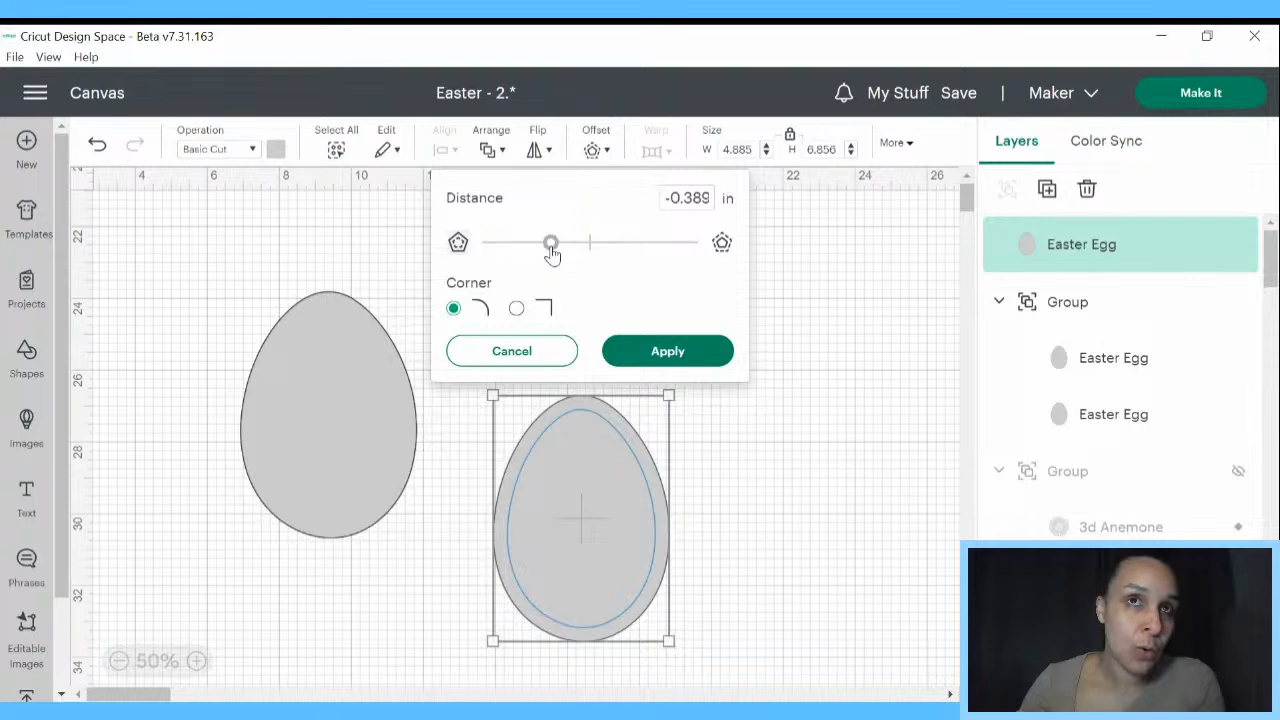 Cricut Design Space - Beta v7.31.163
File View Help
Canvas
Easter - 2.*
My Stuff Save | Maker
Make It
New
Templates
Projects
Shapes
Images
Text
Phrases
Editable
Images
Operation
Basic Cut
Select All
Edit
Align
Arrange
Flip
Offset
Warp
Size
W 4.885
H 6.856
More
4 6 8 10 22 24 26
22
24
26
28
30
32
34
Distance -0.389 in
Corner
Cancel Apply
50%
Layers Color Sync
Easter Egg
Group
Easter Egg
Easter Egg
Group
3d Anemone